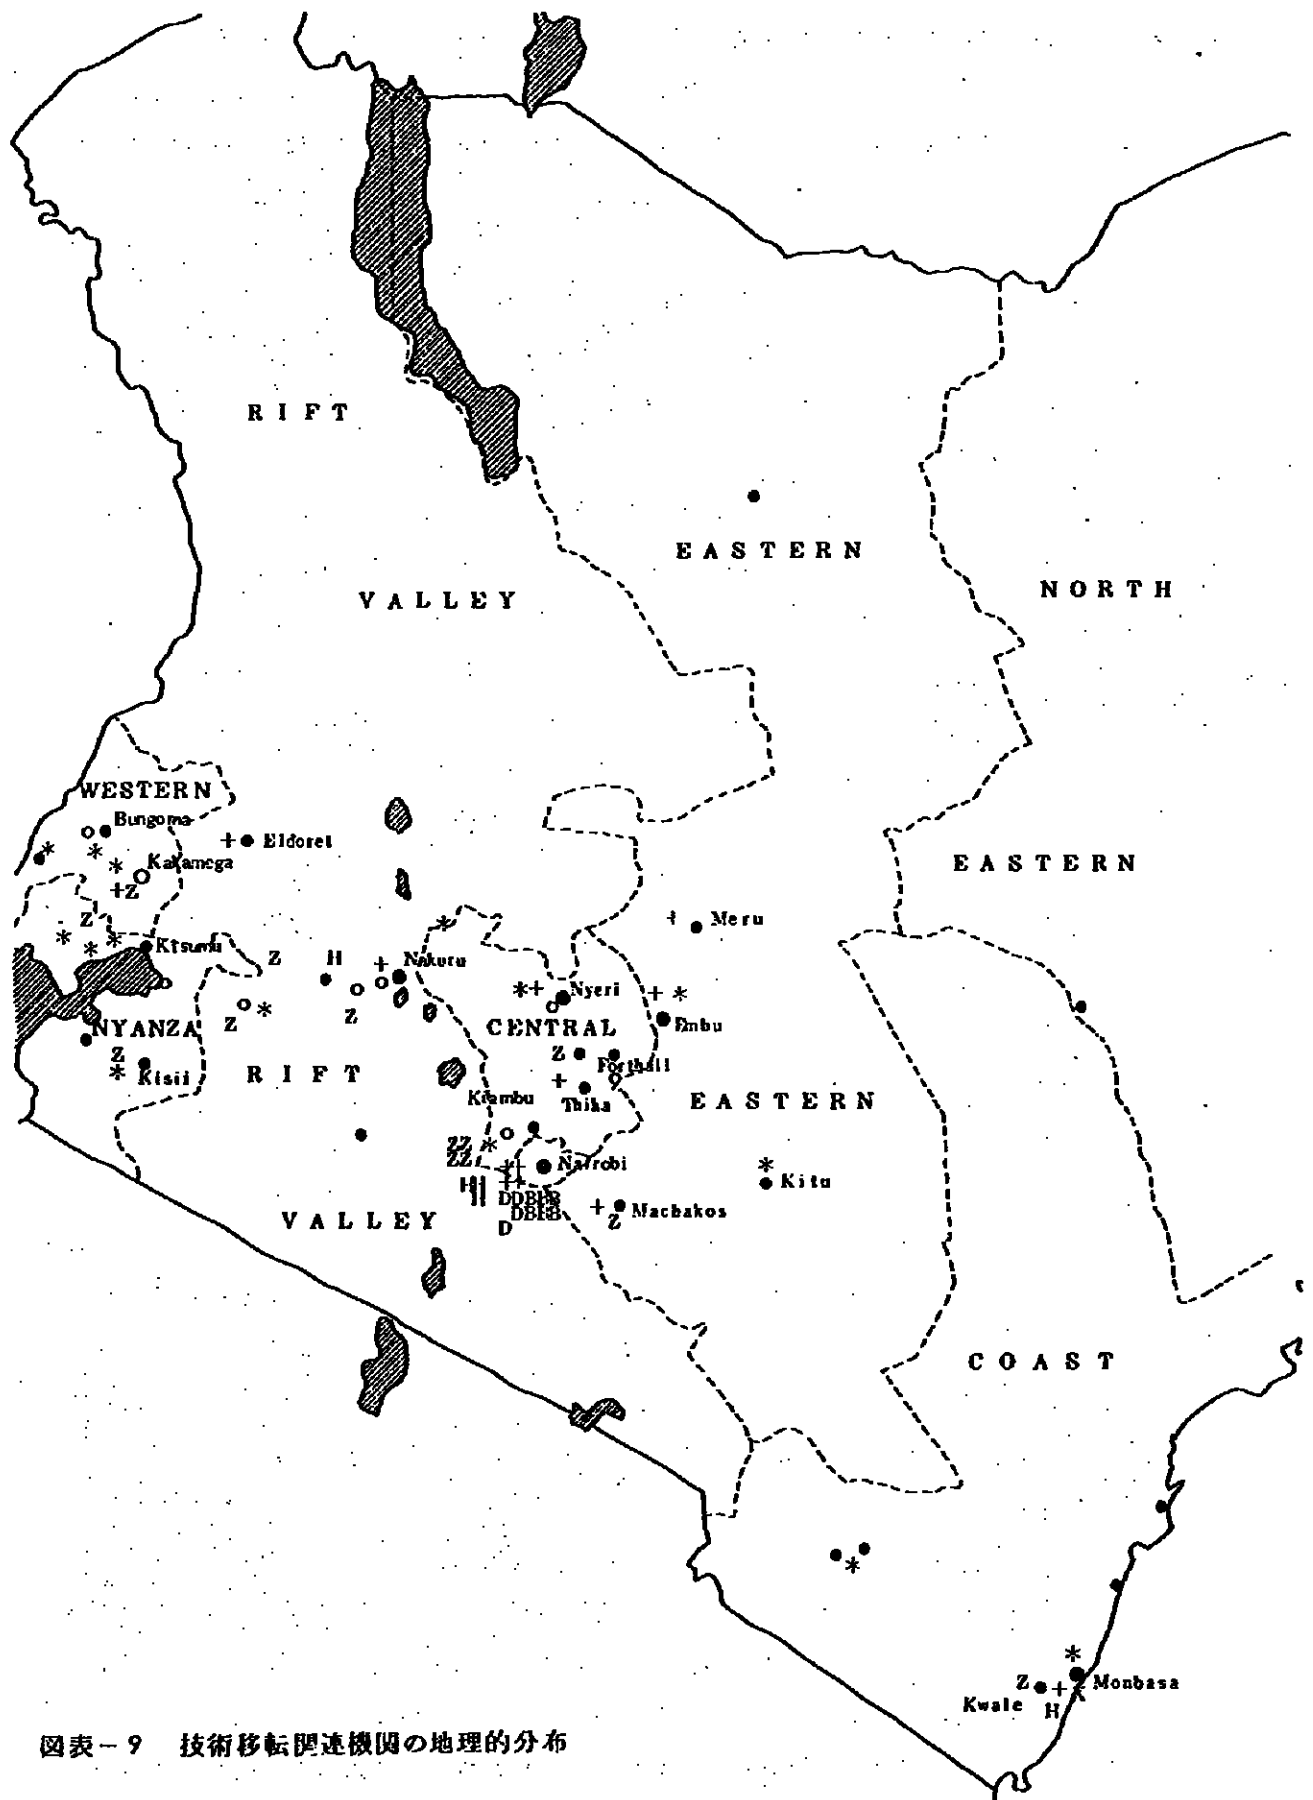 RIFT
EASTERN
NORTH
VALLEY
WESTERN
Bungoma
Eldoret
Kakamega
EASTERN
Meru
Kisumu
Z
H
Nakuru
Nyeri
Embu
NYANZA
CENTRAL
Z
Z
Forthall
Kisii
RIFT
Kiambu
Thika
EASTERN
ZZ
ZZ
Nairobi
Kitu
VALLEY
D
Z
Machakos
COAST
Z
Monbasa
Kwale
H
図表-9 技術移転関連機関の地理的分布